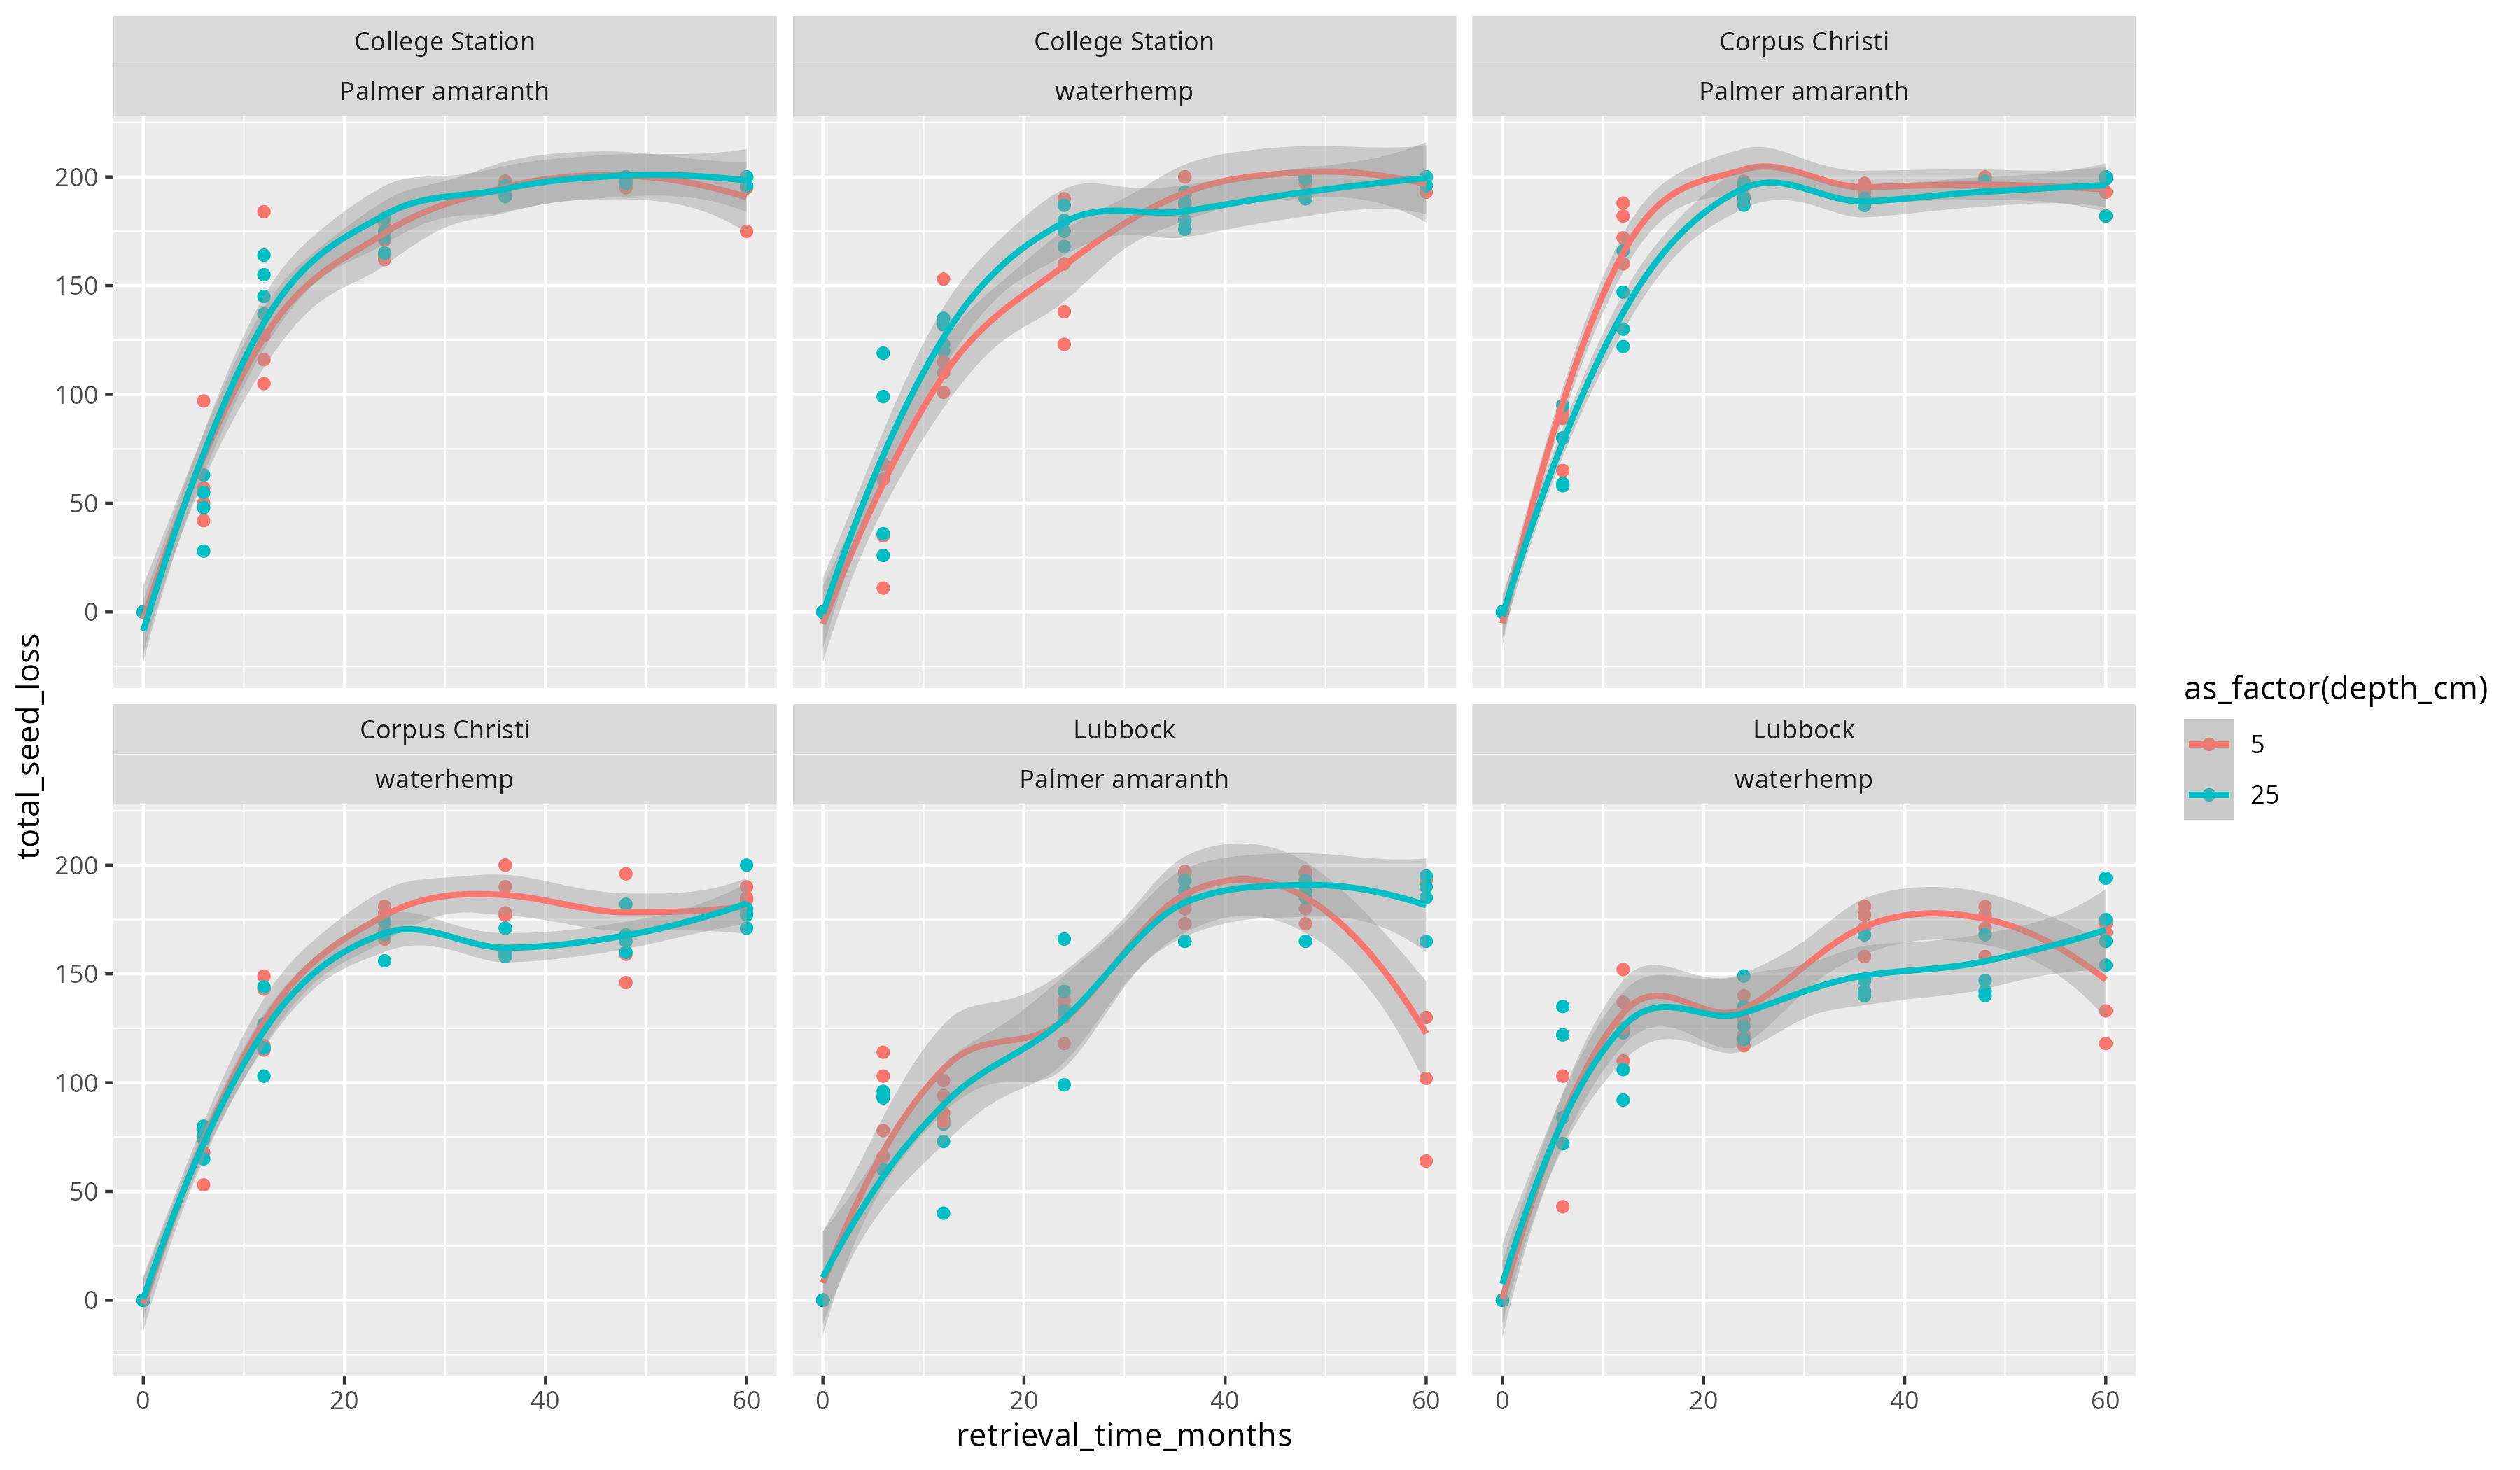 College Station
Palmer amaranth
College Station
waterhemp
Corpus Christi
Palmer amaranth
200
150
100
50
0
Corpus Christi
waterhemp
Lubbock
Palmer amaranth
Lubbock
waterhemp
200
150
100
50
0
0 20 40 60
0 20 40 60
0 20 40 60
retrieval_time_months
total_seed_loss
as_factor(depth_cm)
5
25